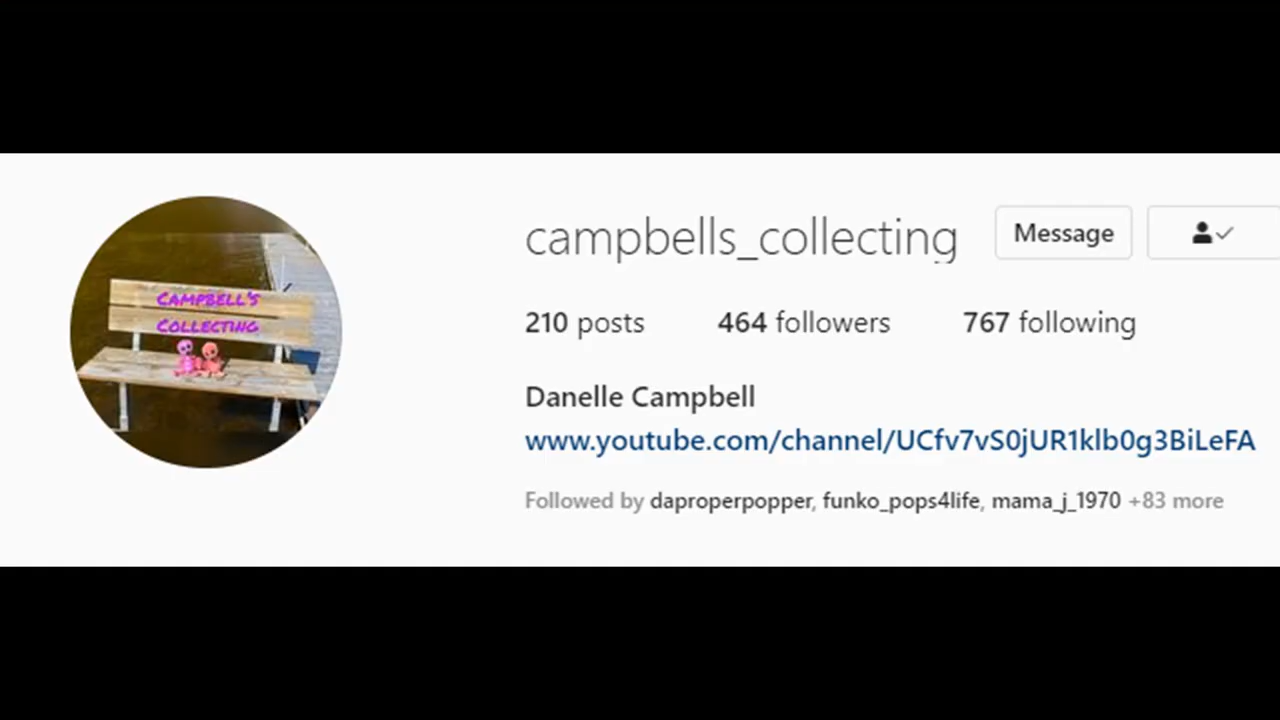 campbells_collecting Message
210 posts 464 followers 767 following
Danelle Campbell
www.youtube.com/channel/UCfv7vS0jUR1klb0g3BiLeFA
Followed by daproperpopper, funko_pops4life, mama_j_1970 +83 more
CAMPBELL'S
COLLECTING